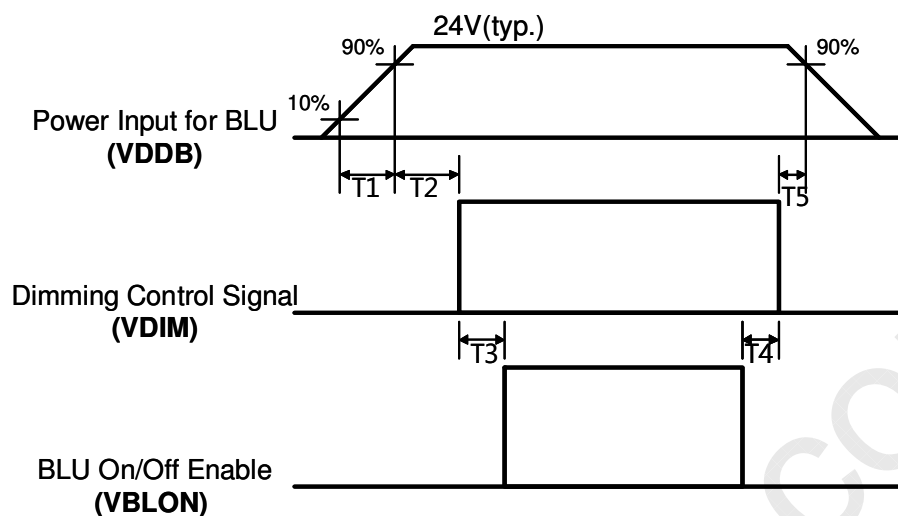 24V(typ.)
90%
90%
10%
Power Input for BLU
(VDDB)
T1
T2
T5
Dimming Control Signal
(VDIM)
T3
T4
BLU On/Off Enable
(VBLON)